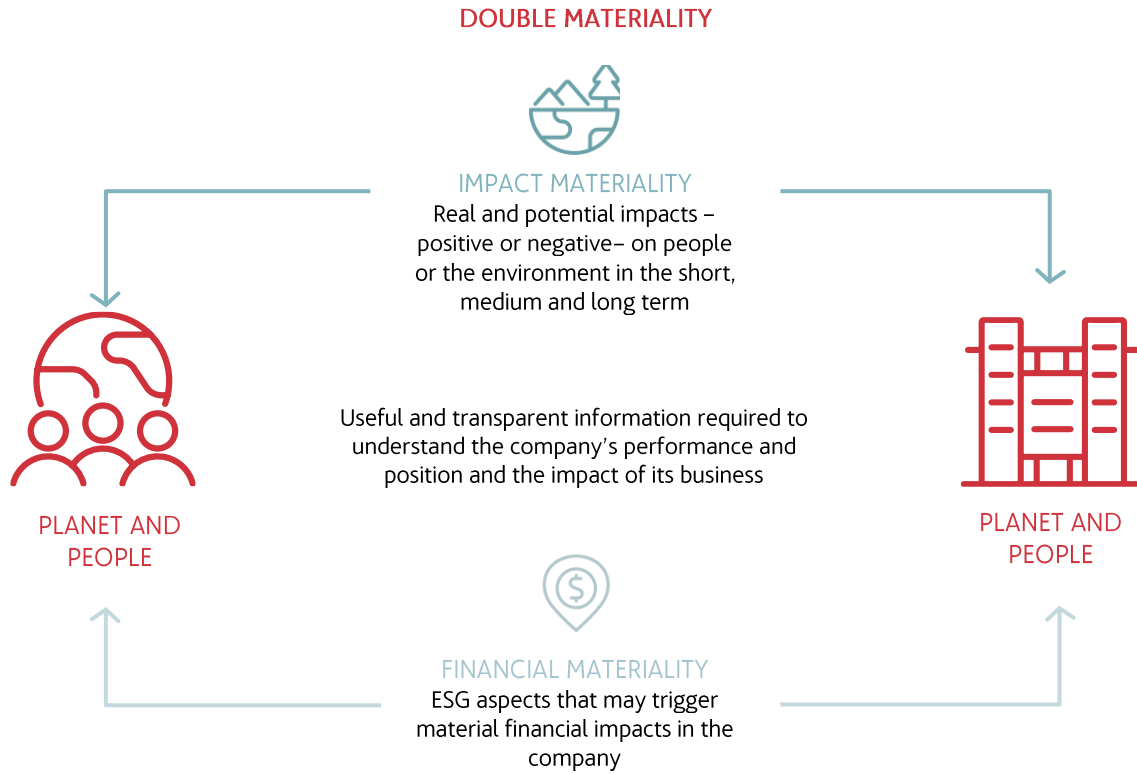 DOUBLE MATERIALITY
IMPACT MATERIALITY
Real and potential impacts –
positive or negative– on people
or the environment in the short,
medium and long term
Useful and transparent information required to
understand the company's performance and
position and the impact of its business
PLANET AND
PEOPLE
PLANET AND
PEOPLE
$
FINANCIAL MATERIALITY
ESG aspects that may trigger
material financial impacts in the
company